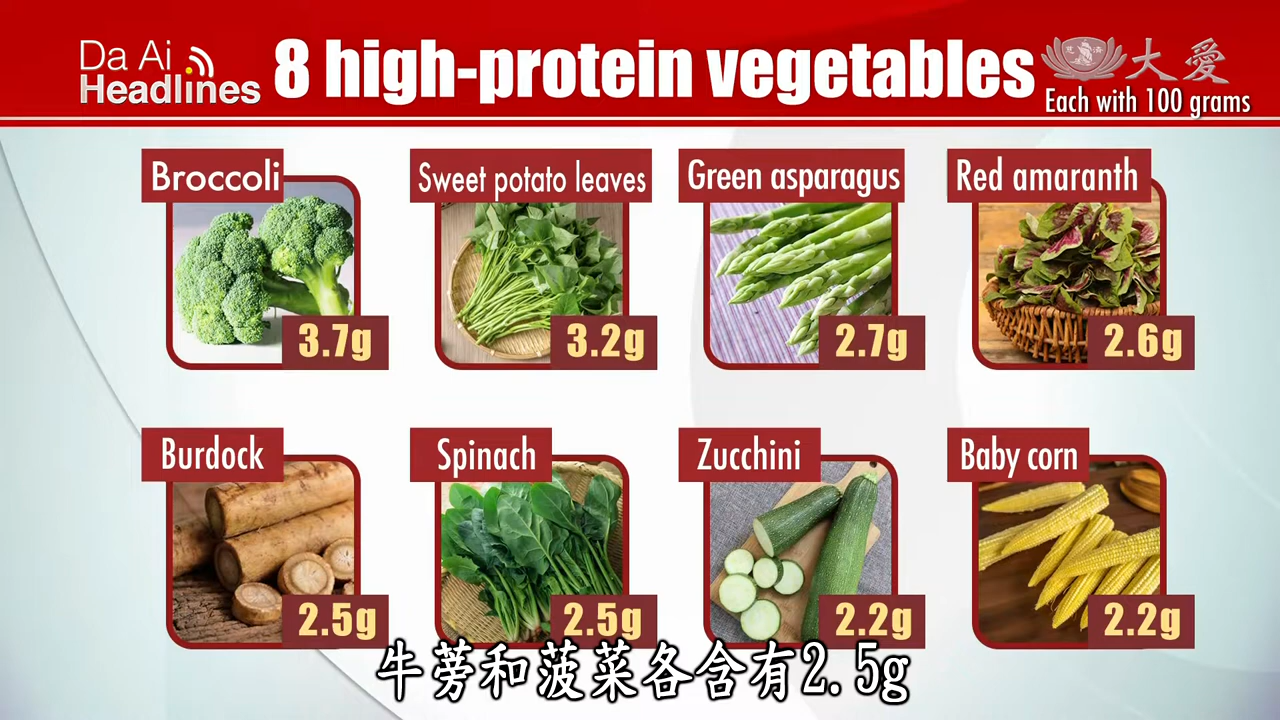 Da Ai
Headlines
8 high-protein vegetables
大愛
Each with 100 grams
Broccoli
Sweet potato leaves
Green asparagus
Red amaranth
3.7g
3.2g
2.7g
2.6g
Burdock
Spinach
Zucchini
Baby corn
2.5g
2.5g
2.2g
2.2g
牛蒡和菠菜各含有2.5g